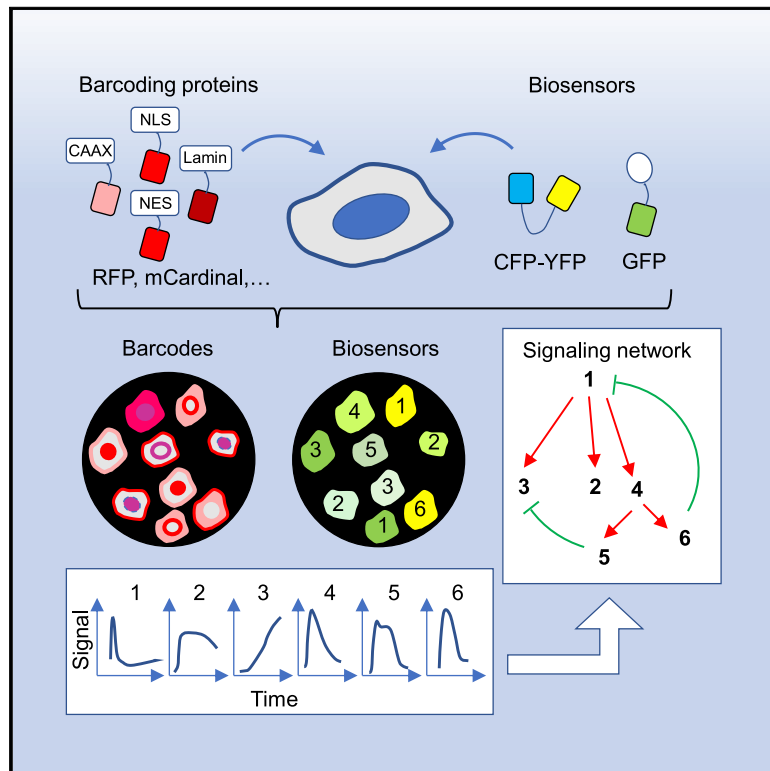 Barcoding proteins
Biosensors
NLS
CAAX
Lamin
NES
RFP, mCardinal,...
CFP-YFP
GFP
Barcodes
Biosensors
Signaling network
4
1
3
5
2
3
2
6
1
1
3
2
4
5
6
1
2
3
4
5
6
Signal
Time